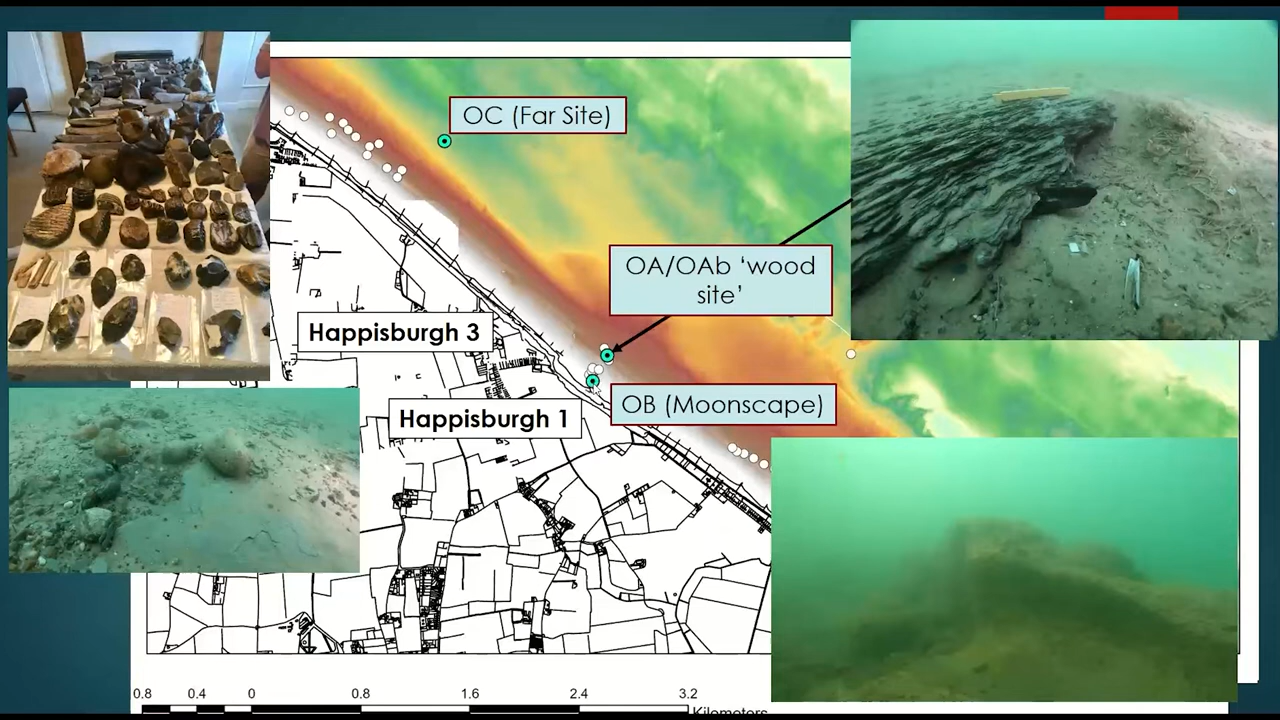 OC (Far Site)
OA/OAb ‘wood
site’
Happisburgh 3
OB (Moonscape)
Happisburgh 1
0.8 0.4 0 0.8 1.6 2.4 3.2
Kilometers